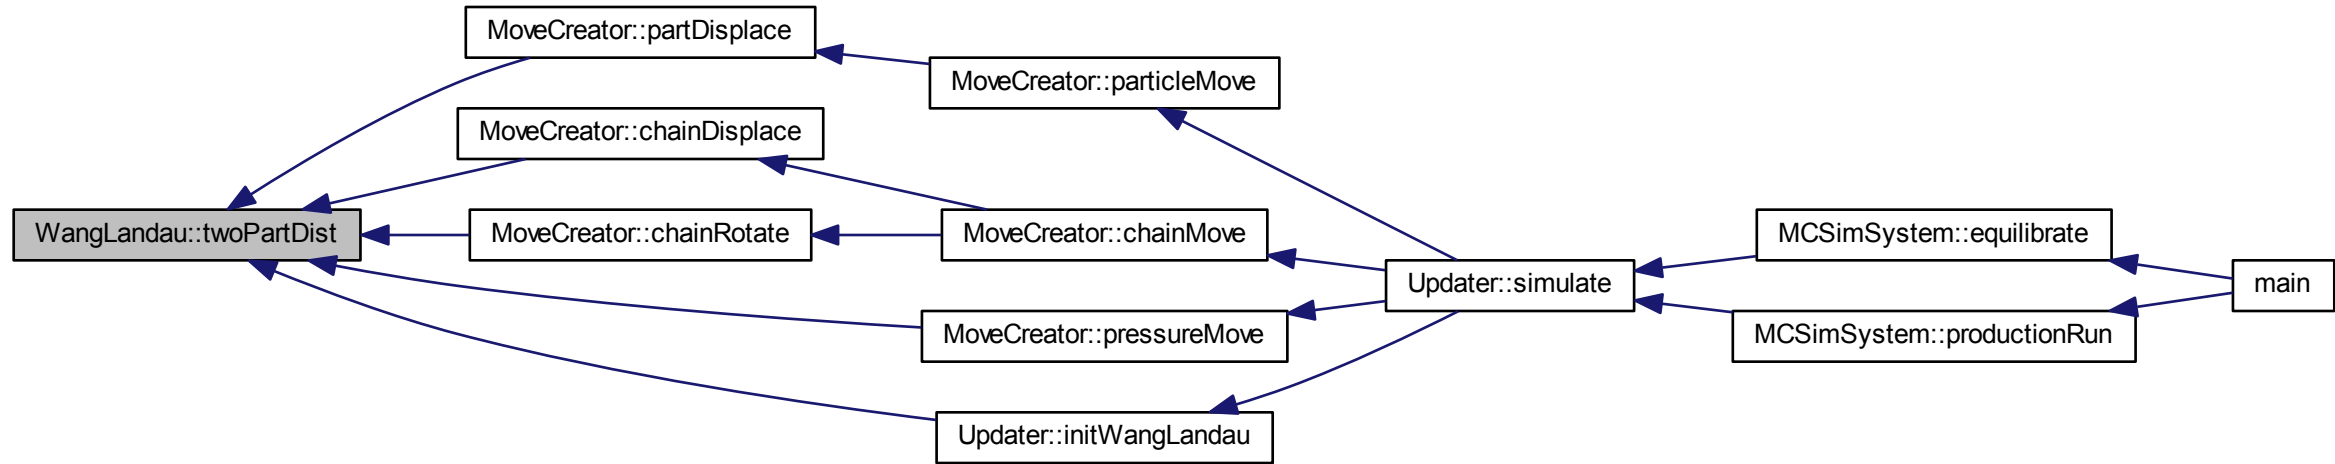 MoveCreator::partDisplace
MoveCreator::particleMove
MoveCreator::chainDisplace
WangLandau::twoPartDist
MoveCreator::chainRotate
MoveCreator::chainMove
MCSimSystem::equilibrate
Updater::simulate
main
MoveCreator::pressureMove
MCSimSystem::productionRun
Updater::initWangLandau